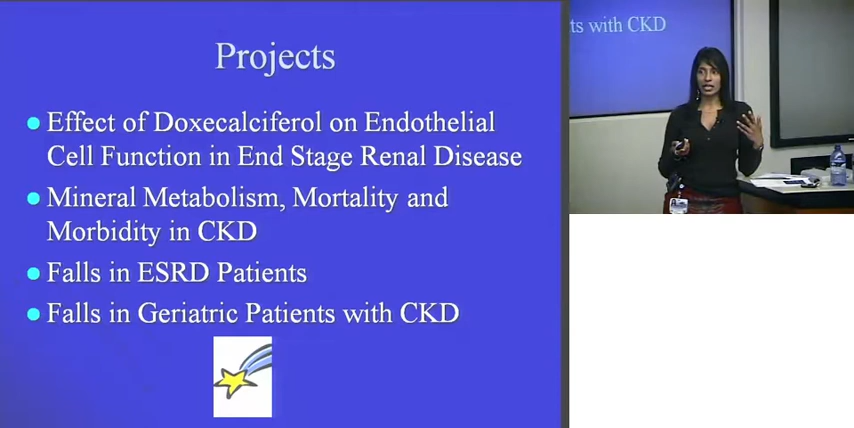 Projects
Effect of Doxecalciferol on Endothelial
Cell Function in End Stage Renal Disease
Mineral Metabolism, Mortality and
Morbidity in CKD
Falls in ESRD Patients
Falls in Geriatric Patients with CKD
ts with CKD